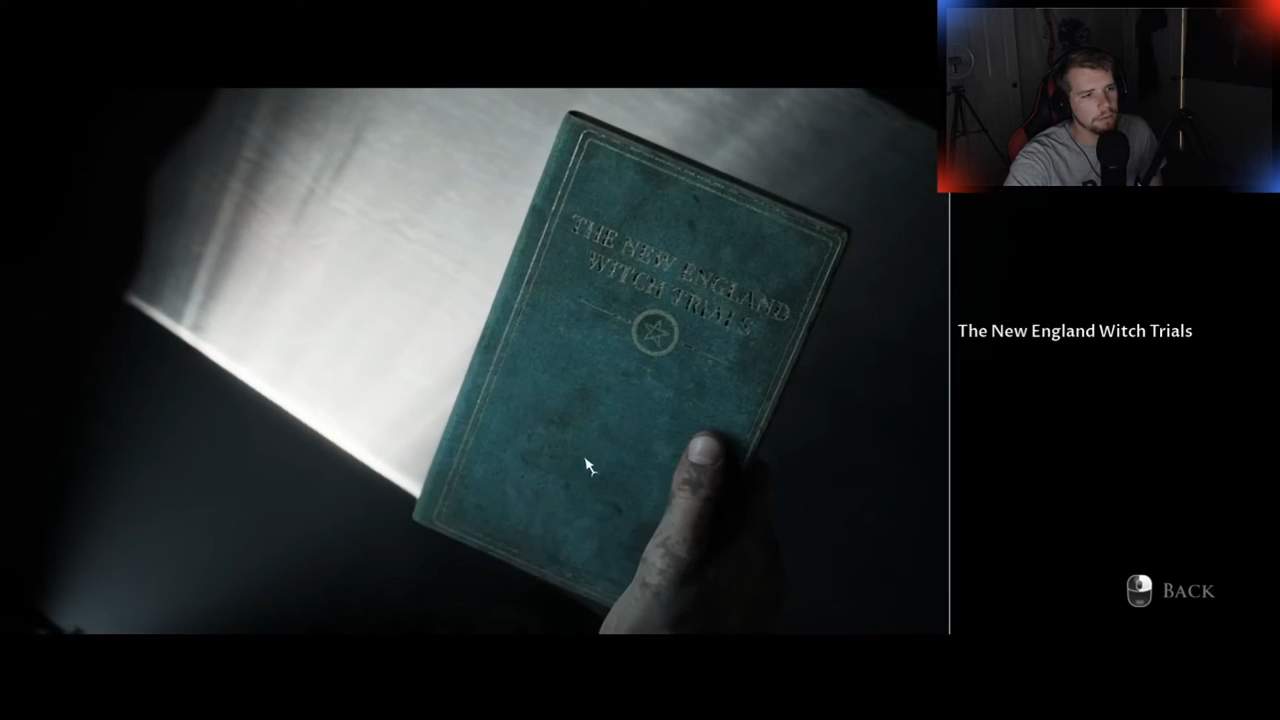 THE NEW ENGLAND
WITCH TRIALS
The New England Witch Trials
BACK